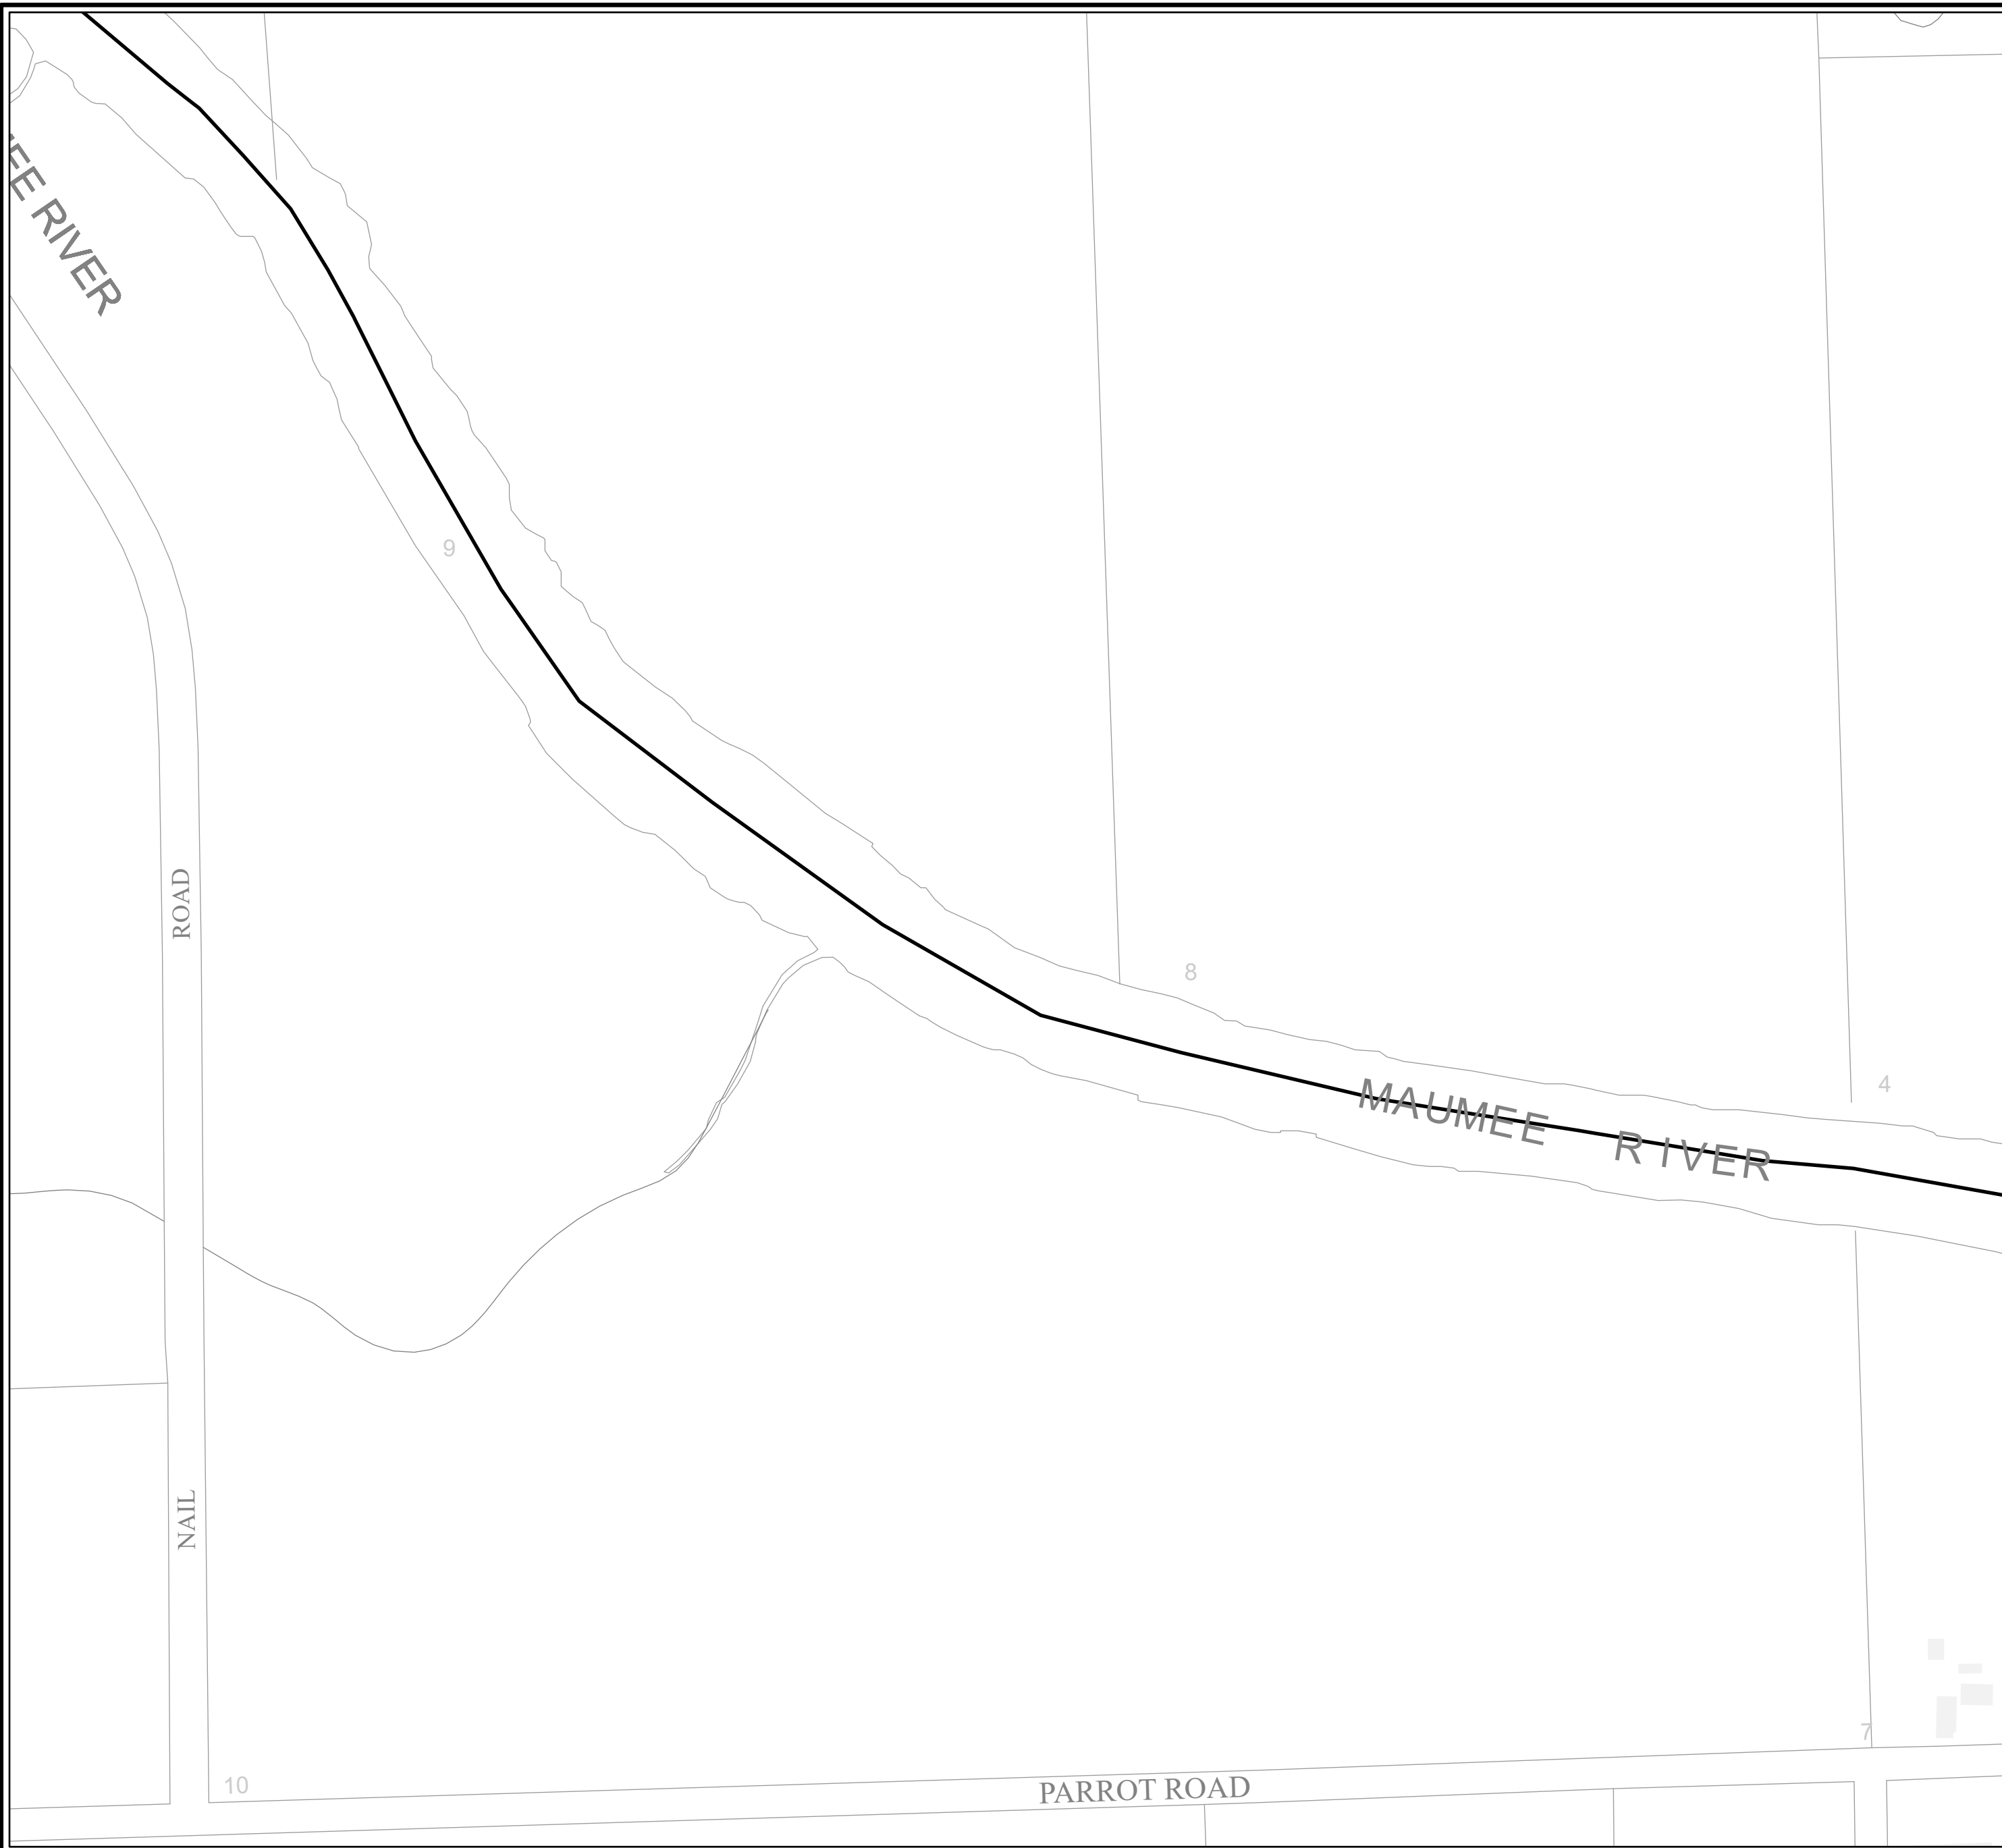 EE RIVER
9
ROAD
8
4
MAUMEE RIVER
NAIL
7
10
PARROT ROAD